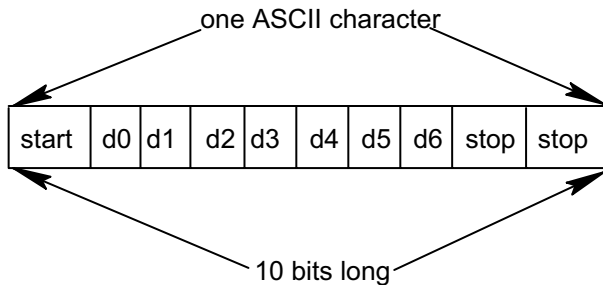 one ASCII character
start d0 d1 d2 d3 d4 d5 d6 stop stop
10 bits long